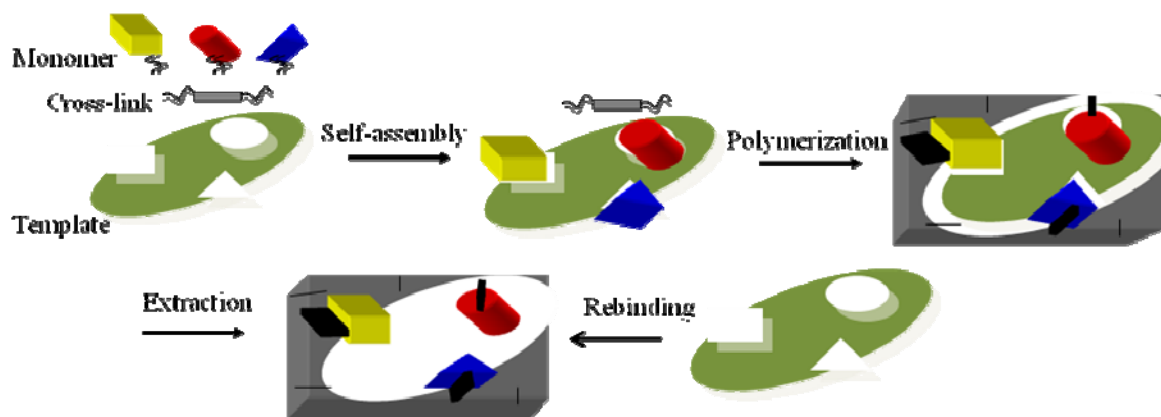 Monomer
Cross-link
Self-assembly
Polymerization
Template
Extraction
Rebinding